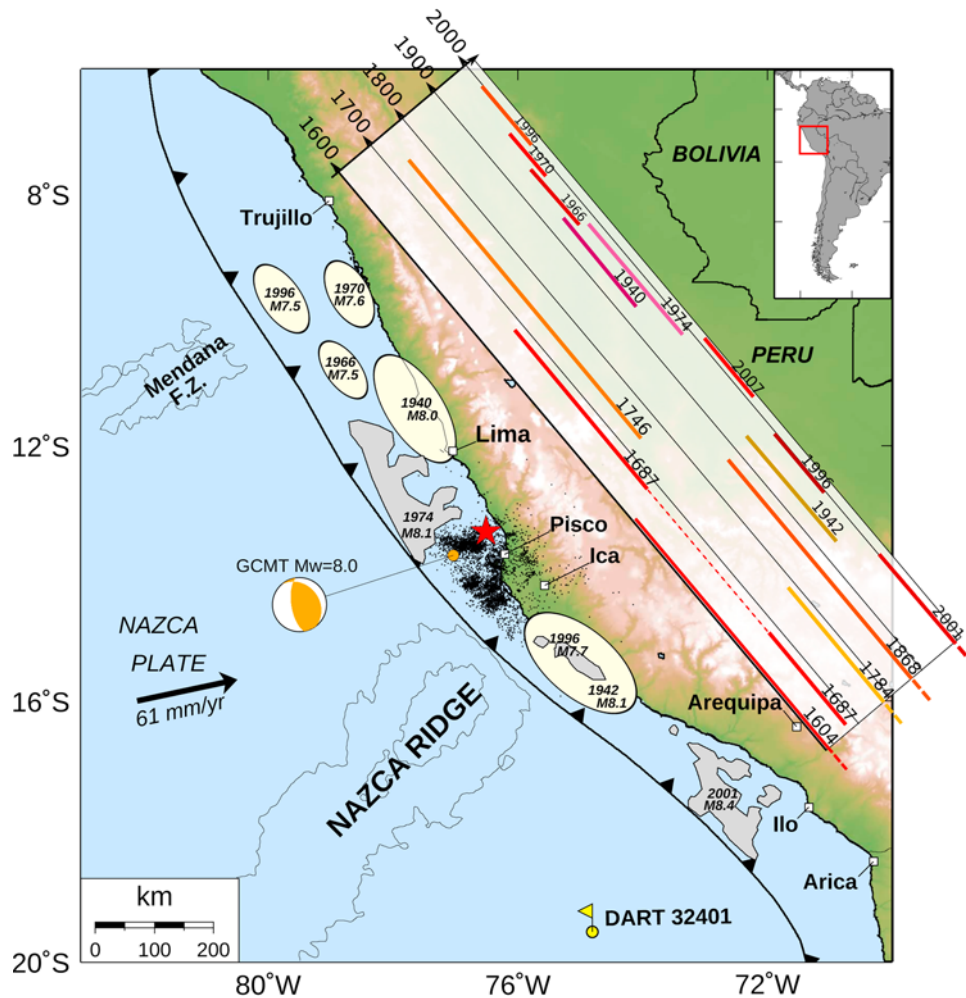 2000
1900
1800
1700
1600
1996
1970
1966
1940
1974
2007
1996
1942
2001
1868
1784
1687
1604
1746
1687
BOLIVIA
PERU
8°S
12°S
16°S
20°S
80°W
76°W
72°W
Trujillo
1996
M7.5
1970
M7.6
1966
M7.5
1940
M8.0
Mendana
F.Z.
Lima
1974
M8.1
Pisco
Ica
GCMT Mw=8.0
NAZCA
PLATE
61 mm/yr
1996
M7.7
1942
M8.1
NAZCA RIDGE
Arequipa
2001
M8.4
Ilo
Arica
DART 32401
km
0 100 200